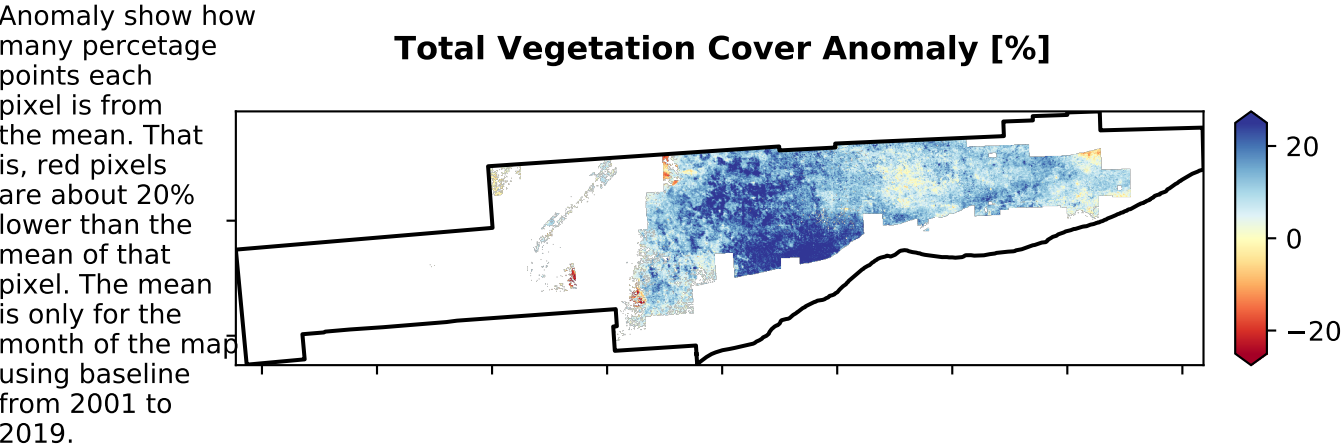 Anomaly show how
many percetage
points each
pixel is from
the mean. That
is, red pixels
are about 20%
lower than the
mean of that
pixel. The mean
is only for the
month of the map
using baseline
from 2001 to
2019.
Total Vegetation Cover Anomaly [%]
20
0
−20